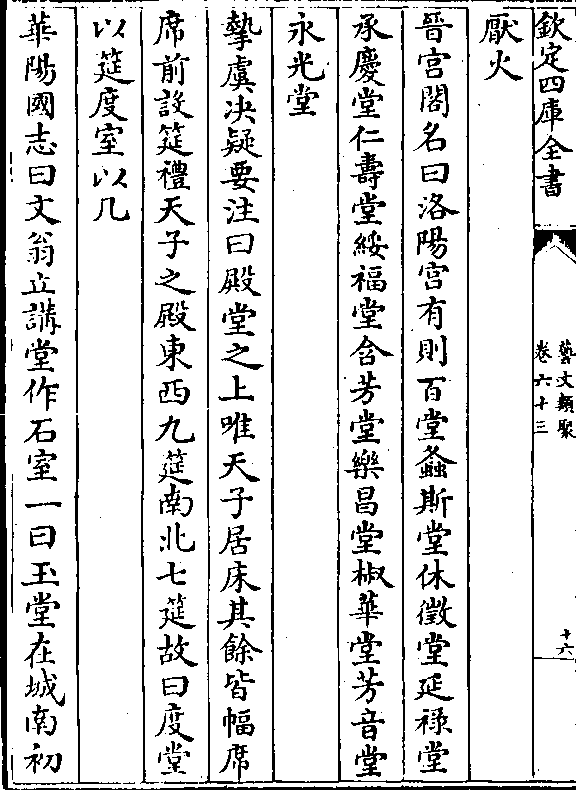 欽定四庫全書
藝文類聚
卷六十三
十六
厭火
晉宫閣名曰洛陽宫有則百堂螽斯堂休徵堂延祿堂
承慶堂仁壽堂綏福堂含芳堂樂昌堂椒華堂芳音堂
永光堂
摯虞决疑要注曰殿堂之上唯天子居床其餘皆幅席
席前設筵禮天子之殿東西九筵南北七筵故曰度堂
以筵度室以几
華陽國志曰文翁立講堂作石室一曰玉堂在城南初